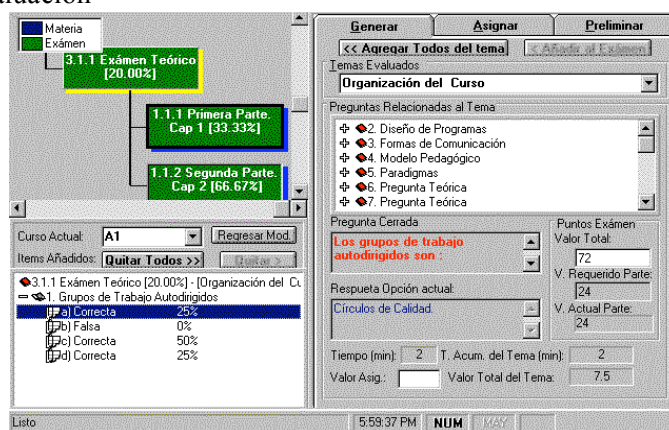 Materia
Exámen
3.1.1 Exámen Teórico
[20.00%]
1.1.1 Primera Parte.
Cap 1 [33.33%]
1.1.2 Segunda Parte.
Cap 2 [66.67%]
Curso Actual:
A1
Regresar Mod.
Items Añadidos:
Quitar Todos >>
Quitar >
3.1.1 Exámen Teórico [20.00%] - [Organización del Cu
1. Grupos de Trabajo Autodirigidos
a) Correcta 25%
b) Falsa 0%
c) Correcta 50%
d) Correcta 25%
Generar
Asignar
Preliminar
<< Agregar Todos del tema
< Añadir al Exámen
Temas Evaluados
Organización del Curso
Preguntas Relacionadas al Tema
2. Diseño de Programas
3. Formas de Comunicación
4. Modelo Pedagógico
5. Paradigmas
6. Pregunta Teórica
7. Pregunta Teórica
Pregunta Cerrada
Los grupos de trabajo
autodirigidos son :
Respueta Opción actual:
Círculos de Calidad.
Puntos Exámen
Valor Total:
72
V. Requerido Parte:
24
V. Actual Parte:
24
Tiempo (min): 2 T. Acum. del Tema (min): 2
Valor Asig.: Valor Total del Tema: 7.5
Listo
5:59:37 PM
NUM
MAY